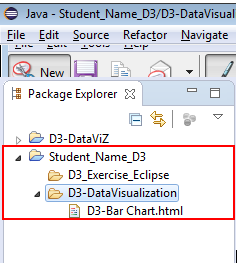 Java - Student_Name_D3/D3-DataVisualiz
File Edit Source Refactor Navigate
New
Package Explorer
D3-DataViZ
Student_Name_D3
D3_Exercise_Eclipse
D3-DataVisualization
D3-Bar Chart.html